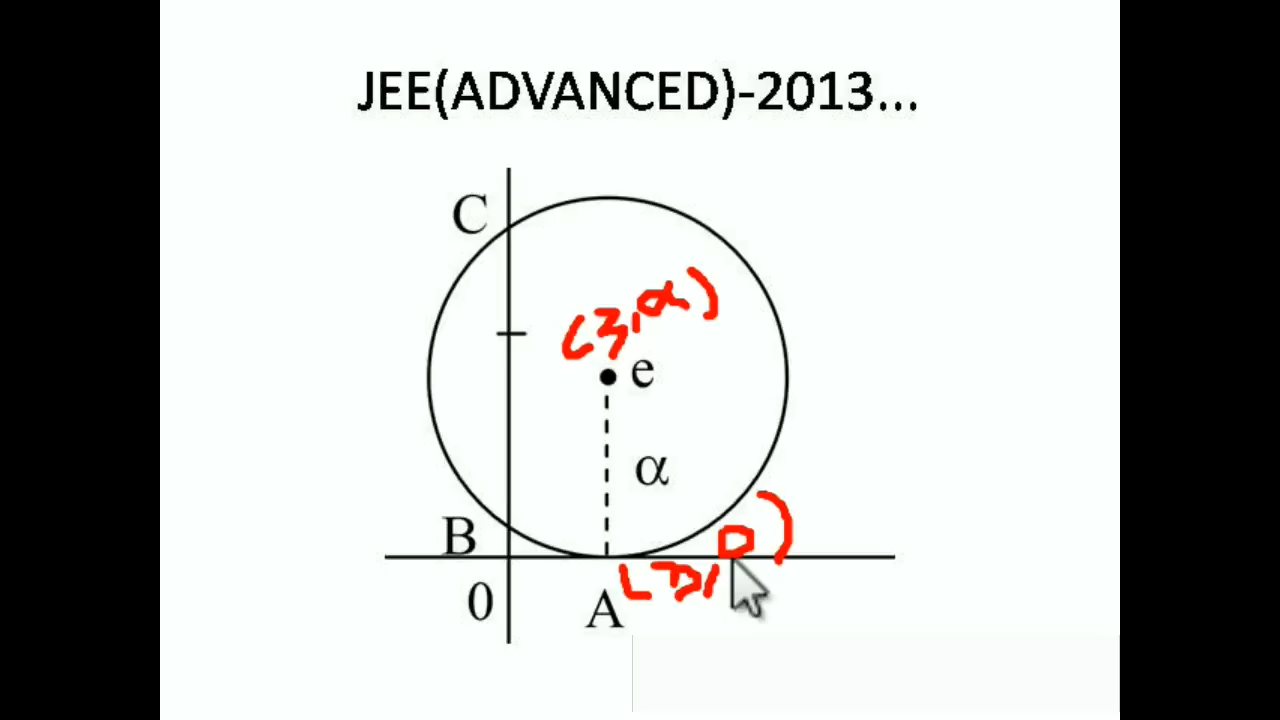 JEE(ADVANCED)-2013...
C
(3,α)
e
α
B
(3,0)
0
A